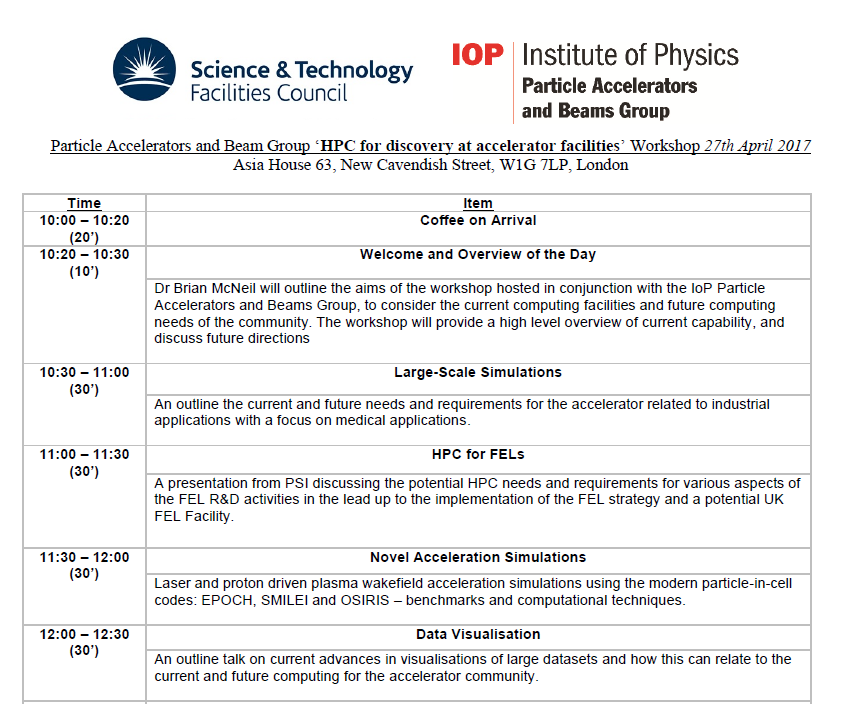 Science & Technology
Facilities Council
IOP Institute of Physics
Particle Accelerators
and Beams Group
Particle Accelerators and Beam Group ‘HPC for discovery at accelerator facilities’ Workshop 27th April 2017
Asia House 63, New Cavendish Street, W1G 7LP, London
Time Item
10:00 – 10:20 Coffee on Arrival
(20’)
10:20 – 10:30 Welcome and Overview of the Day
(10’)
Dr Brian McNeil will outline the aims of the workshop hosted in conjunction with the IoP Particle
Accelerators and Beams Group, to consider the current computing facilities and future computing
needs of the community. The workshop will provide a high level overview of current capability, and
discuss future directions
10:30 – 11:00 Large-Scale Simulations
(30’)
An outline the current and future needs and requirements for the accelerator related to industrial
applications with a focus on medical applications.
11:00 – 11:30 HPC for FELs
(30’)
A presentation from PSI discussing the potential HPC needs and requirements for various aspects of
the FEL R&D activities in the lead up to the implementation of the FEL strategy and a potential UK
FEL Facility.
11:30 – 12:00 Novel Acceleration Simulations
(30’)
Laser and proton driven plasma wakefield acceleration simulations using the modern particle-in-cell
codes: EPOCH, SMILEI and OSIRIS – benchmarks and computational techniques.
12:00 – 12:30 Data Visualisation
(30’)
An outline talk on current advances in visualisations of large datasets and how this can relate to the
current and future computing for the accelerator community.